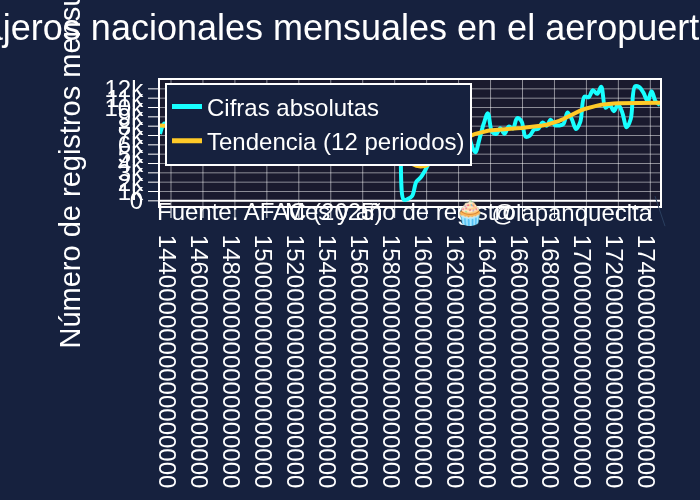 jeros nacionales mensuales en el aeropuert
Número de registros mensu
12k
11k
10k
9k
8k
7k
6k
5k
4k
3k
2k
1k
0
Cifras absolutas
Tendencia (12 periodos)
Fuente: AFAC (2025)
Mes y año de registro
🧁 @lapanquecita
1440000000000000000
1460000000000000000
1480000000000000000
1500000000000000000
1520000000000000000
1540000000000000000
1560000000000000000
1580000000000000000
1600000000000000000
1620000000000000000
1640000000000000000
1660000000000000000
1680000000000000000
1700000000000000000
1720000000000000000
1740000000000000000